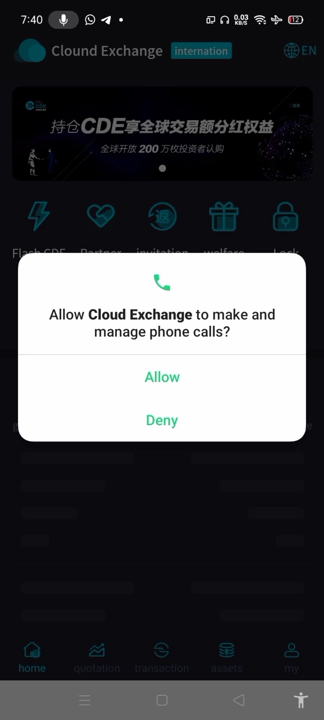 7:40
0.03
KB/S
12
Clound Exchange internation
EN
持仓CDE享全球交易额分红权益
全球开放 200 万枚投资者认购
Flash CDE Partner invitation welfare Lock
Allow Cloud Exchange to make and
manage phone calls?
Allow
Deny
home quotation transaction assets my